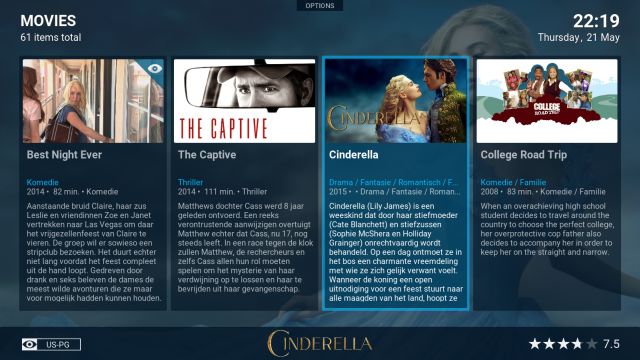 OPTIONS
MOVIES
61 items total
22:19
Thursday, 21 May
THE CAPTIVE
CINDERELLA
COLLEGE
ROAD TRIP
Best Night Ever
Komedie
2014 • 82 min. • Komedie
Aanstaande bruid Claire, haar zus
Leslie en vriendinnen Zoe en Janet
vertrekken naar Las Vegas om daar
het vrijgezellenfeest van Claire te
vieren. De groep wil er sowieso een
stripclub bezoeken. Het duurt echter
niet lang voordat het feest compleet
uit de hand loopt. Gedreven door
drank en seks beleven de dames de
meest wilde avonturen die ze maar
voor mogelijk hadden kunnen houden.
The Captive
Thriller
2014 • 111 min. • Thriller
Matthews dochter Cass werd 8 jaar
geleden ontvoerd. Een reeks
verontrustende aanwijzigen overtuigt
Matthew echter dat Cass, nu 17, nog
steeds leeft. In een race tegen de klok
zullen Matthew, de rechercheurs en
zelfs Cass allen hun rol moeten
spelen om het mysterie van haar
verdwijning op te lossen en haar te
bevrijden uit haar gevangenschap.
Cinderella
Drama / Fantasie / Romantisch / F...
2015 • • Drama / Fantasie / Roman...
Cinderella (Lily James) is een
weeskind dat door haar stiefmoeder
(Cate Blanchett) en stiefzussen
(Sophie McShera en Holliday
Grainger) onrechtvaardig wordt
behandeld. Op een dag ontmoet ze in
het bos een charmante vreemdeling
met wie ze zich gelijk verwant voelt.
Wanneer de koning een open
uitnodiging voor een feest stuurt naar
alle maagden van het land, hoopt ze
College Road Trip
Komedie / Familie
2008 • 83 min. • Komedie / Familie
When an overachieving high school
student decides to travel around the
country to choose the perfect college,
her overprotective cop father also
decides to accompany her in order to
keep her on the straight and narrow.
US-PG
CINDERELLA
7.5